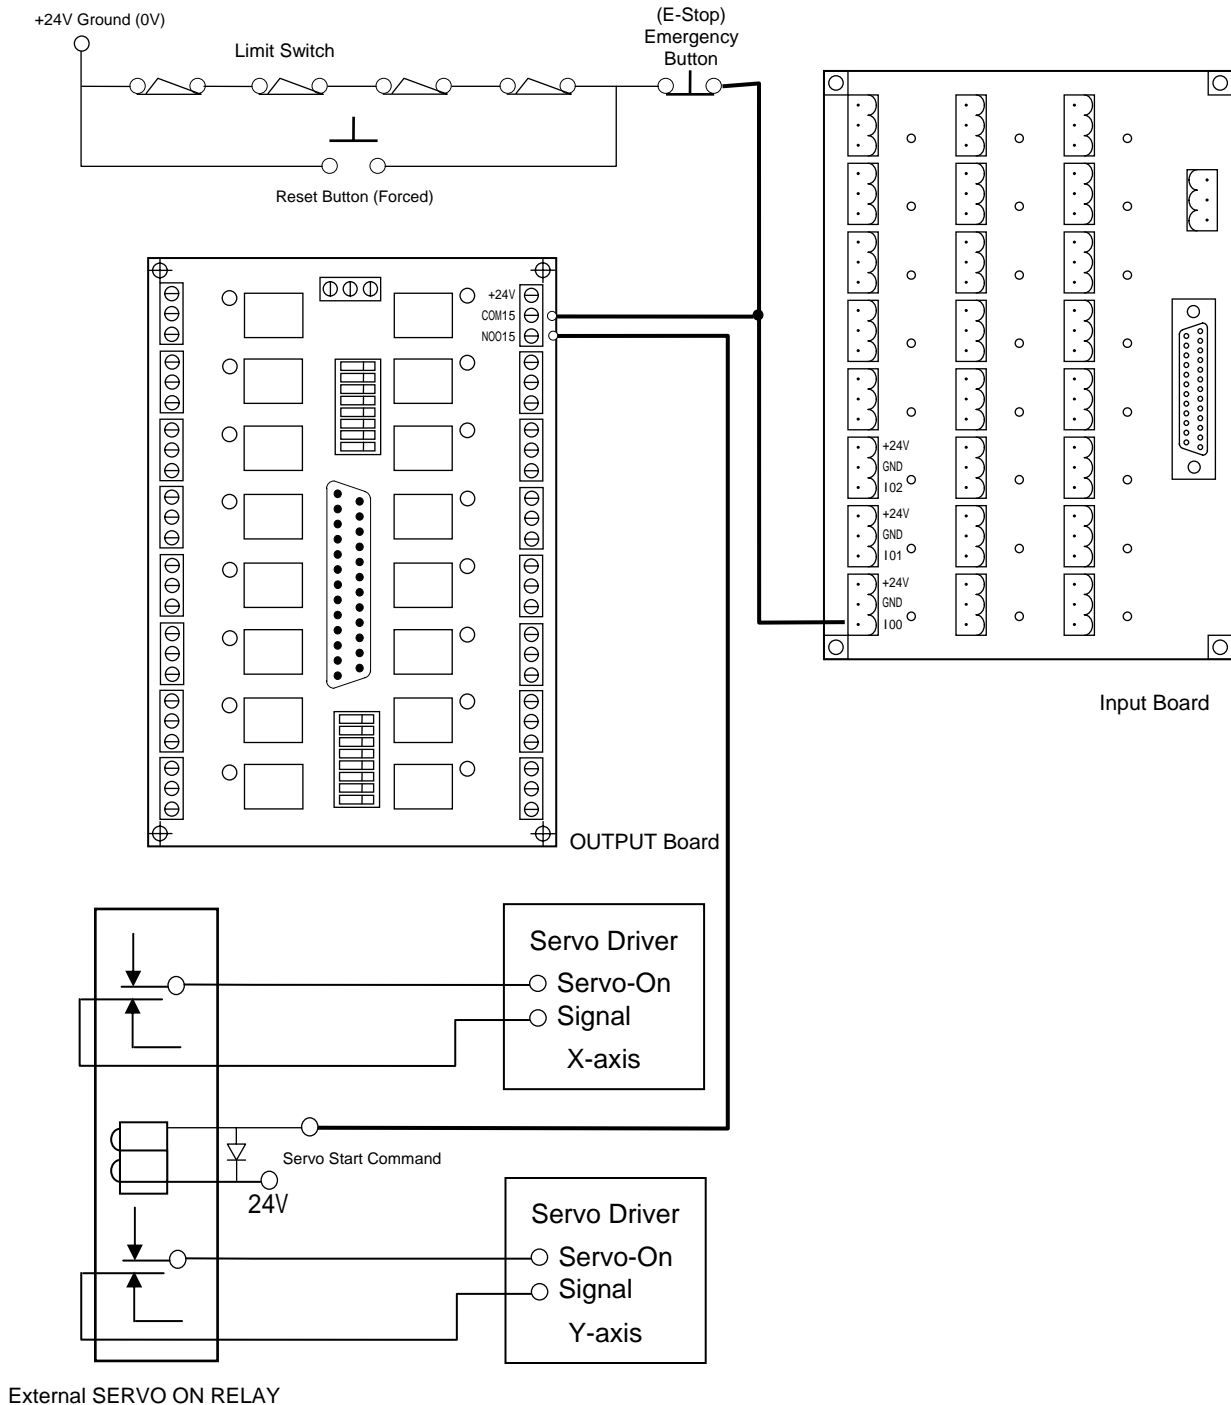 +24V Ground (0V)
(E-Stop)
Emergency
Button
Limit Switch
Reset Button (Forced)
+24V
COM15
NO015
+24V
GND
I02
+24V
GND
I01
+24V
GND
I00
Input Board
OUTPUT Board
Servo Driver
Servo-On
Signal
X-axis
Servo Start Command
24V
Servo Driver
Servo-On
Signal
Y-axis
External SERVO ON RELAY